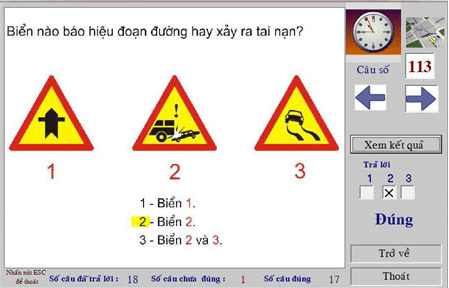 Biển nào báo hiệu đoạn đường hay xảy ra tai nạn?
1 2 3
1 - Biển 1.
2 - Biển 2.
3 - Biển 2 và 3.
Câu số 113
Xem kết quả
Trả lời
1 2 3
Đúng
Trở về
Thoát
Nhấn nút ESC
để thoát
Số câu đã trả lời : 18 Số câu chưa đúng : 1 Số câu đúng 17